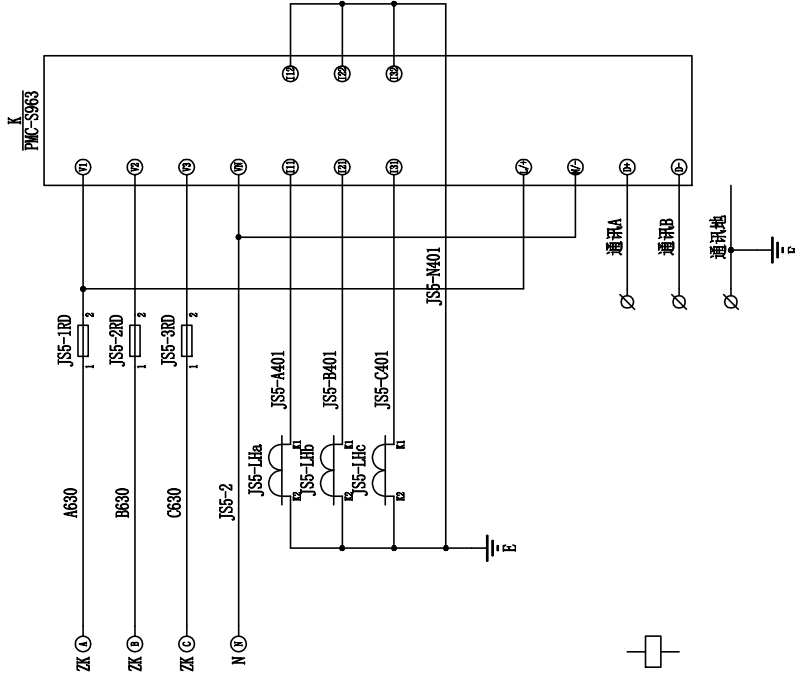 K
PMC-S963
I12
I22
I32
V1
V2
V3
VN
I11
I21
I31
L/+
N/-
D+
D-
通讯A
通讯B
通讯地
E
JS5-N401
JS5-1RD
1
2
JS5-2RD
1
2
JS5-3RD
1
2
JS5-A401
JS5-B401
JS5-C401
JS5-LHa
K1
K2
JS5-LHb
K1
K2
JS5-LHc
K1
K2
A630
B630
C630
JS5-2
E
ZK A
ZK B
ZK C
N N